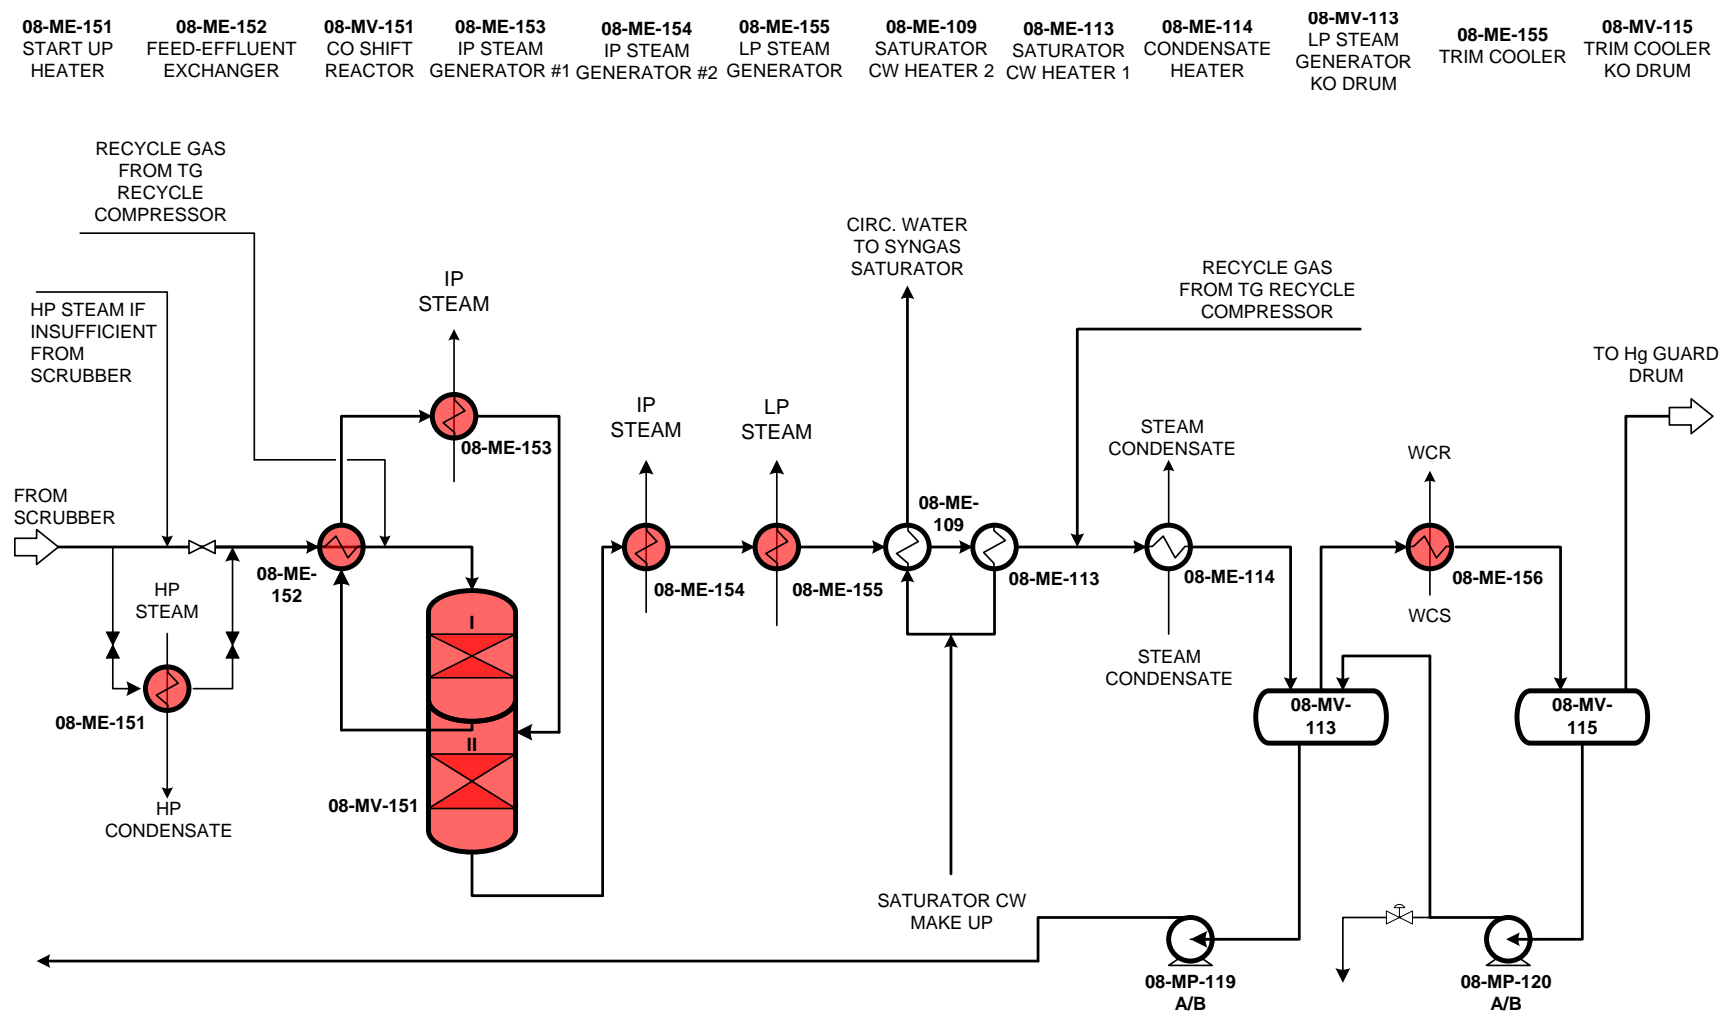 08-ME-151
START UP
HEATER
08-ME-152
FEED-EFFLUENT
EXCHANGER
08-MV-151
CO SHIFT
REACTOR
08-ME-153
IP STEAM
GENERATOR #1
08-ME-154
IP STEAM
GENERATOR #2
08-ME-155
LP STEAM
GENERATOR
08-ME-109
SATURATOR
CW HEATER 2
08-ME-113
SATURATOR
CW HEATER 1
08-ME-114
CONDENSATE
HEATER
08-MV-113
LP STEAM
GENERATOR
KO DRUM
08-ME-155
TRIM COOLER
08-MV-115
TRIM COOLER
KO DRUM
RECYCLE GAS
FROM TG
RECYCLE
COMPRESSOR
HP STEAM IF
INSUFFICIENT
FROM
SCRUBBER
IP
STEAM
08-ME-153
CIRC. WATER
TO SYNGAS
SATURATOR
RECYCLE GAS
FROM TG RECYCLE
COMPRESSOR
TO Hg GUARD
DRUM
IP
STEAM
LP
STEAM
STEAM
CONDENSATE
WCR
FROM
SCRUBBER
08-ME-
152
08-ME-154
08-ME-155
08-ME-
109
08-ME-113
08-ME-114
08-ME-156
WCS
HP
STEAM
08-ME-151
HP
CONDENSATE
I
II
08-MV-151
STEAM
CONDENSATE
08-MV-
113
08-MV-
115
SATURATOR CW
MAKE UP
08-MP-119
A/B
08-MP-120
A/B